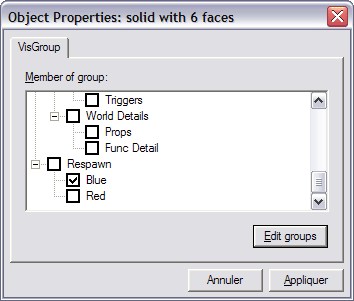 Object Properties: solid with 6 faces
VisGroup
Member of group:
Triggers
World Details
Props
Func Detail
Respawn
Blue
Red
Edit groups
Annuler
Appliquer